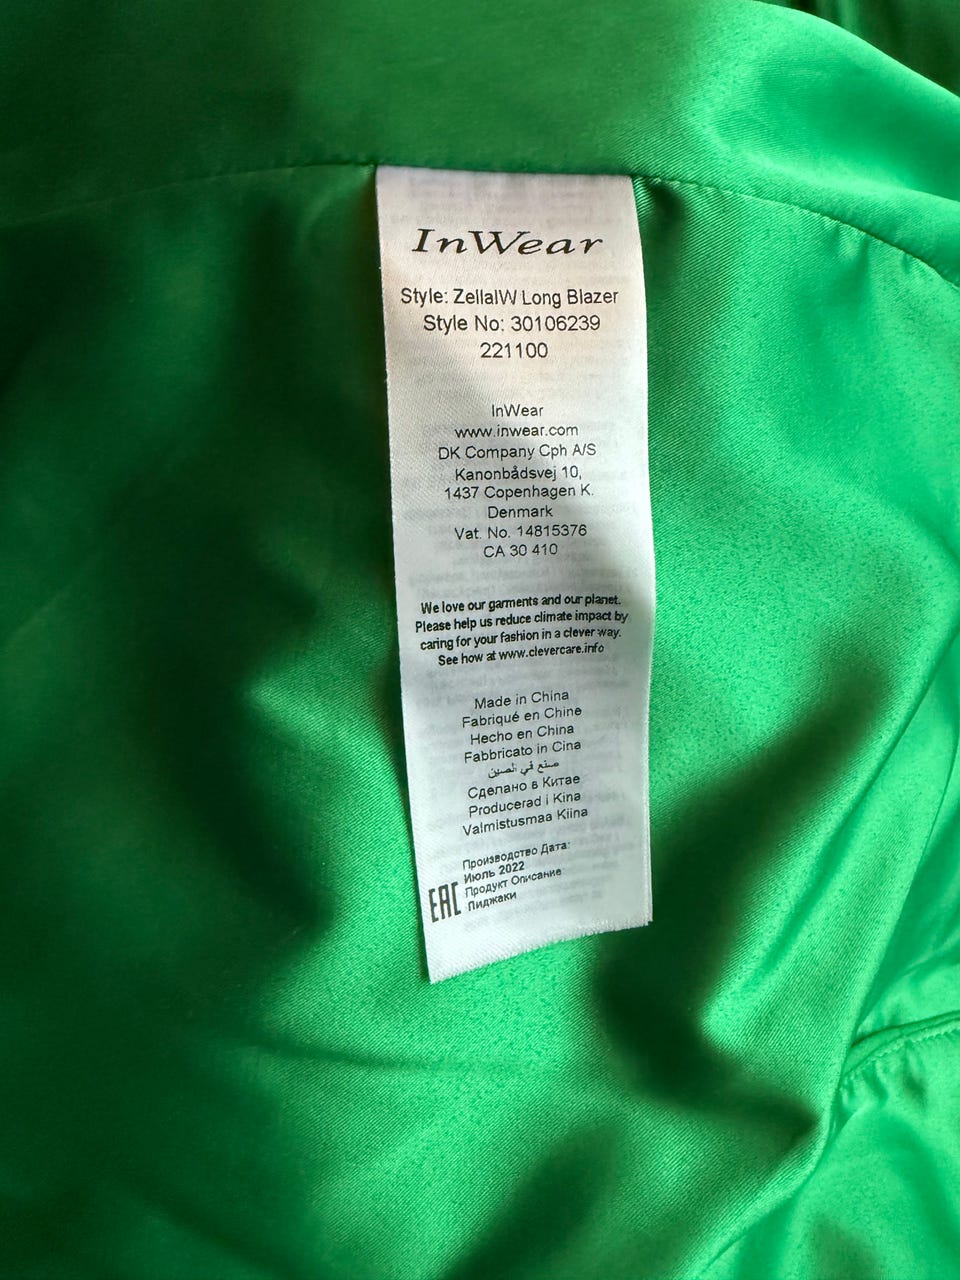 InWear
Style: ZellaIW Long Blazer
Style No: 30106239
221100
InWear
www.inwear.com
DK Company Cph A/S
Kanonbådsvej 10,
1437 Copenhagen K.
Denmark
Vat. No. 14815376
CA 30 410
We love our garments and our planet.
Please help us reduce climate impact by
caring for your fashion in a clever way.
See how at www.clevercare.info
Made in China
Fabriqué en Chine
Hecho en China
Fabbricato in Cina
صنع في الصين
Сделано в Китае
Producerad i Kina
Valmistusmaa Kiina
Производство Дата:
Июль 2022
Продукт Описание
Пиджаки
EAC